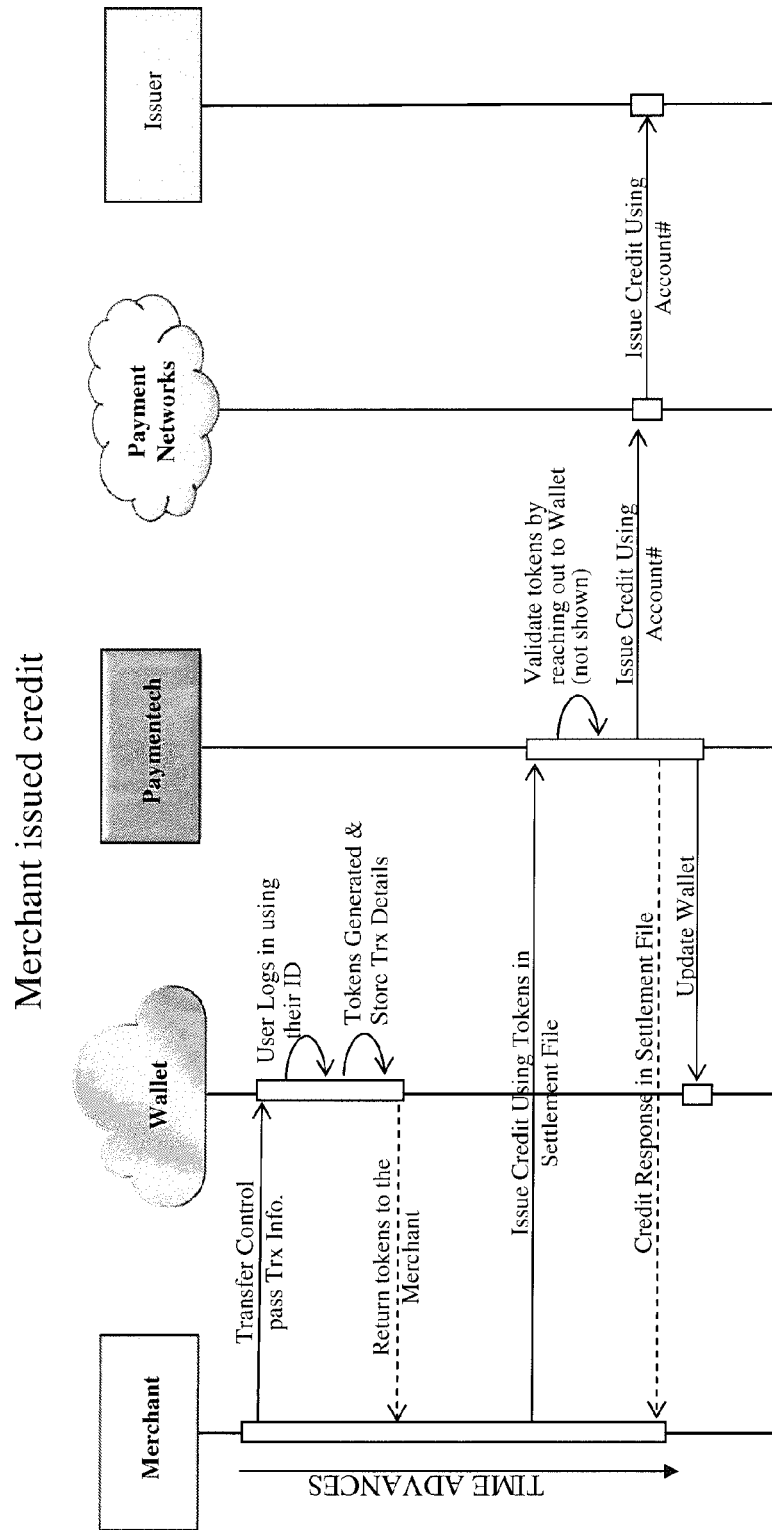 Merchant issued credit
Merchant
Wallet
Paymentech
Payment
Networks
Issuer
TIME ADVANCES
Transfer Control
pass Trx Info.
User Logs in using
their ID
Tokens Generated &
Store Trx Details
Return tokens to the
Merchant
Issue Credit Using Tokens in
Settlement File
Validate tokens by
reaching out to Wallet
(not shown)
Issue Credit Using
Account#
Issue Credit Using
Account#
Credit Response in Settlement File
Update Wallet